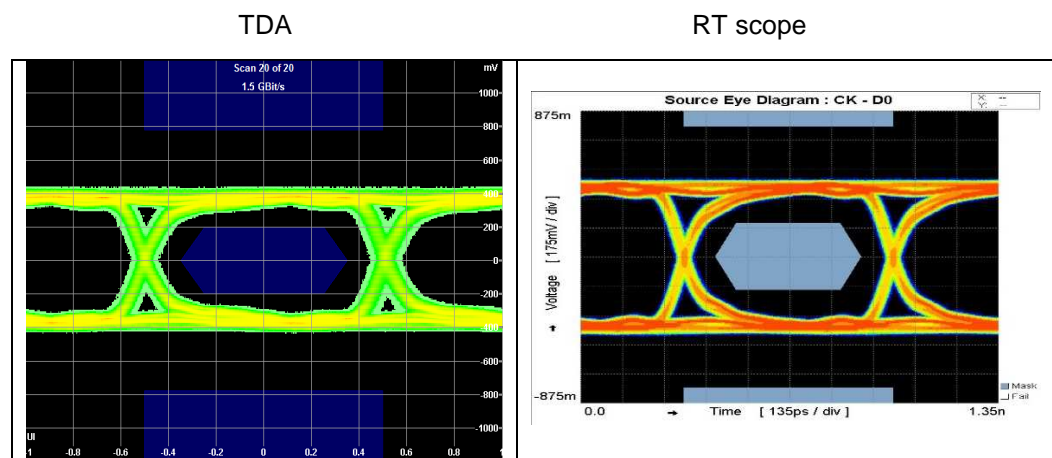 TDA
RT scope
Scan 20 of 20
mV
1.5 GBit/s
1000
800
600
400
200
0
-200
-400
-600
-800
-1000
UI
-1 -0.8 -0.6 -0.4 -0.2 0 0.2 0.4 0.6 0.8 1
Source Eye Diagram : CK - D0
X: --
Y: --
875m
Voltage [ 175mV / div ]
-875m
0.0 Time [ 135ps / div ] 1.35n
Mask
Fail